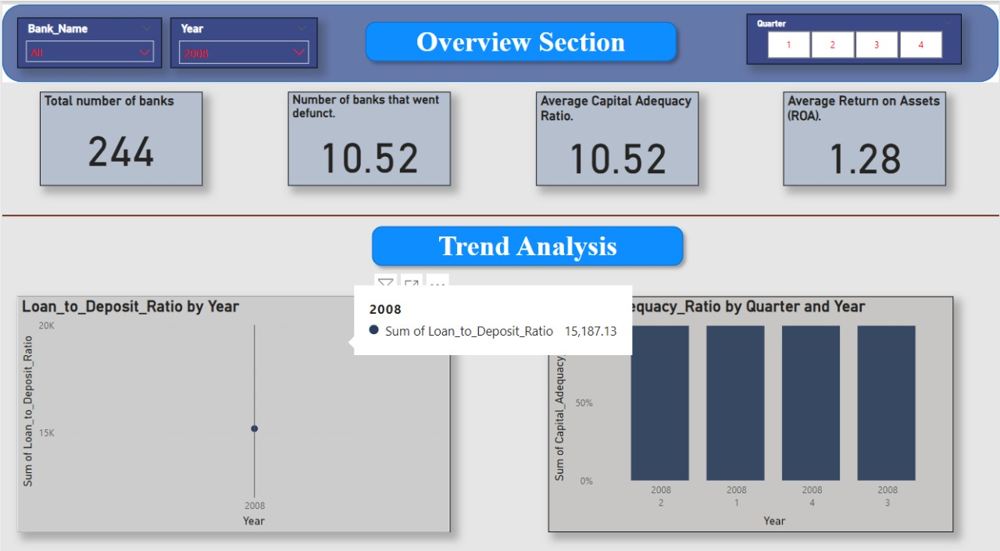 Bank_Name
All
Year
2008
Overview Section
Quarter
1
2
3
4
Total number of banks
244
Number of banks that went
defunct.
10.52
Average Capital Adequacy
Ratio.
10.52
Average Return on Assets
(ROA).
1.28
Trend Analysis
Loan_to_Deposit_Ratio by Year
Sum of Loan_to_Deposit_Ratio
20K
15K
2008
Year
2008
Sum of Loan_to_Deposit_Ratio 15,187.13
equacy_Ratio by Quarter and Year
Sum of Capital_Adequacy_
50%
0%
2008
2
2008
1
2008
4
2008
3
Year